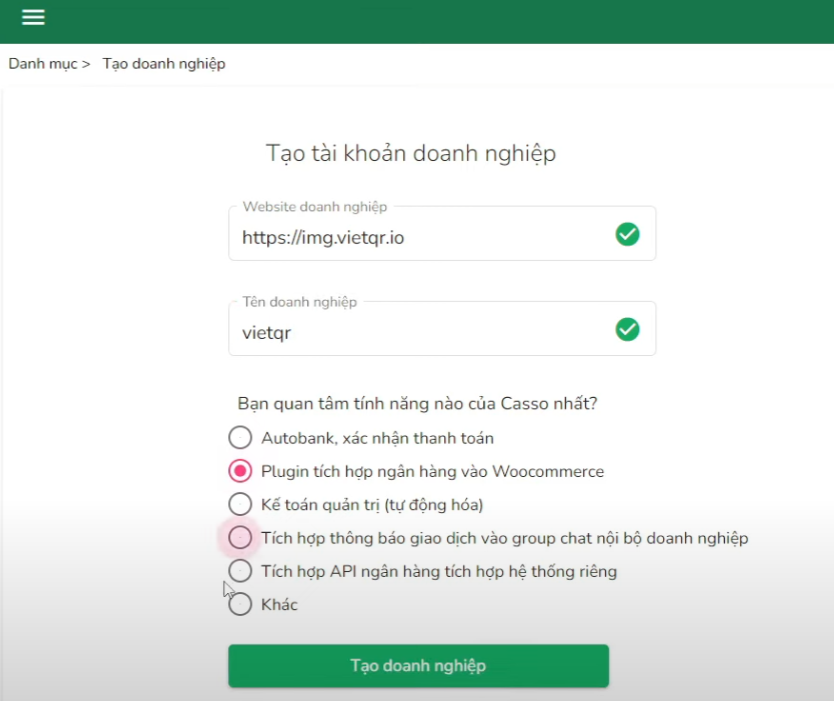 Danh mục > Tạo doanh nghiệp
Tạo tài khoản doanh nghiệp
Website doanh nghiệp
https://img.vietqr.io
Tên doanh nghiệp
vietqr
Bạn quan tâm tính năng nào của Casso nhất?
Autobank, xác nhận thanh toán
Plugin tích hợp ngân hàng vào Woocommerce
Kế toán quản trị (tự động hóa)
Tích hợp thông báo giao dịch vào group chat nội bộ doanh nghiệp
Tích hợp API ngân hàng tích hợp hệ thống riêng
Khác
Tạo doanh nghiệp